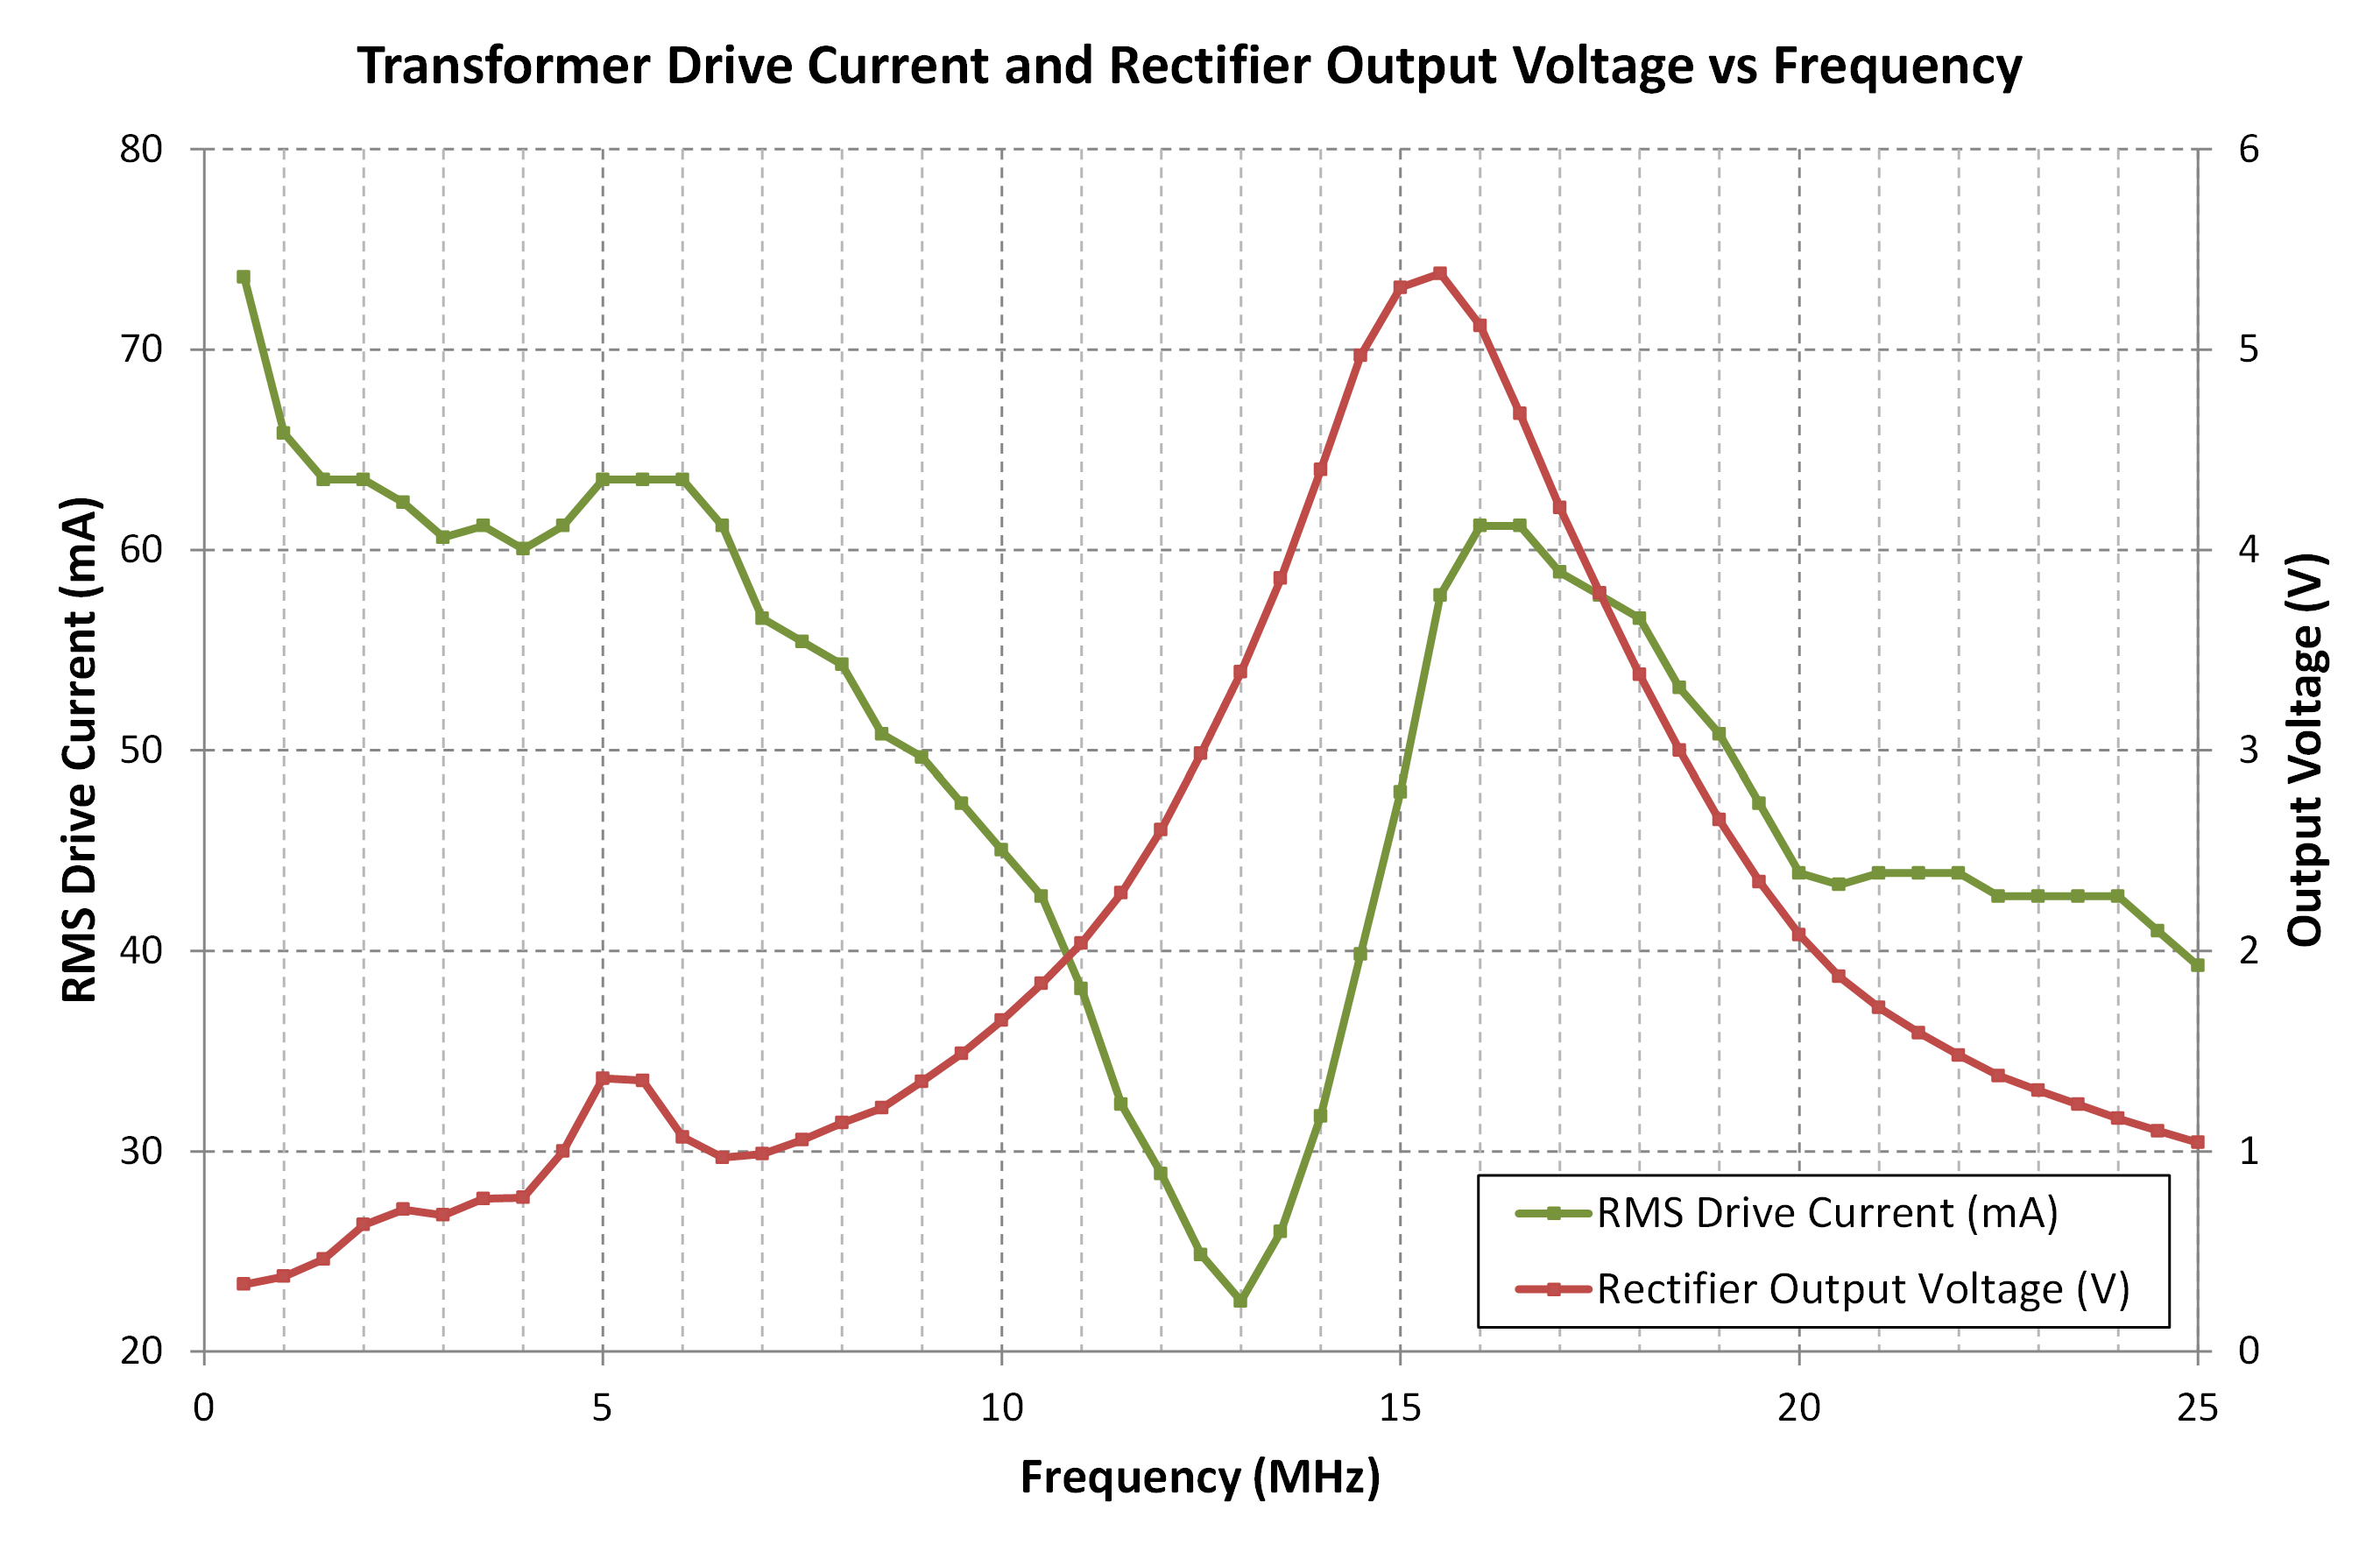 Transformer Drive Current and Rectifier Output Voltage vs Frequency
80
70
60
50
40
30
20
RMS Drive Current (mA)
6
5
4
3
2
1
0
Output Voltage (V)
RMS Drive Current (mA)
Rectifier Output Voltage (V)
0 5 10 15 20 25
Frequency (MHz)